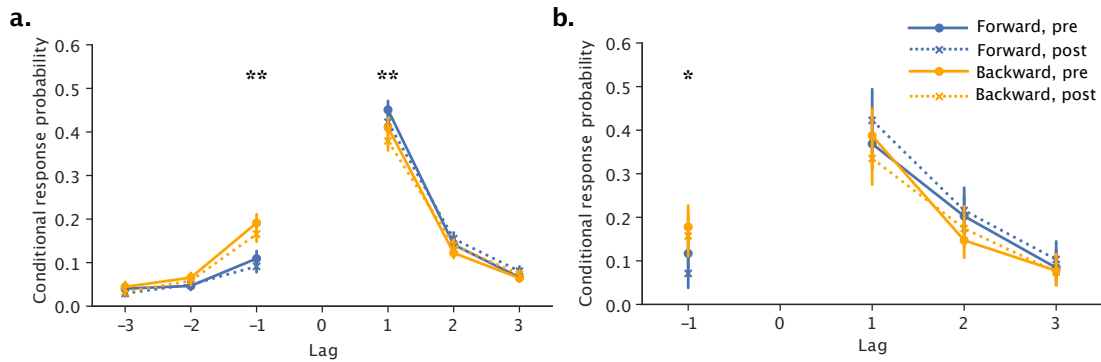 a.
Conditional response probability
0.6
0.5
0.4
0.3
0.2
0.1
0.0
** **
−3 −2 −1 0 1 2 3
Lag
b.
Conditional response probability
0.6
0.5
0.4
0.3
0.2
0.1
0.0
*
−1 0 1 2 3
Lag
Forward, pre
Forward, post
Backward, pre
Backward, post